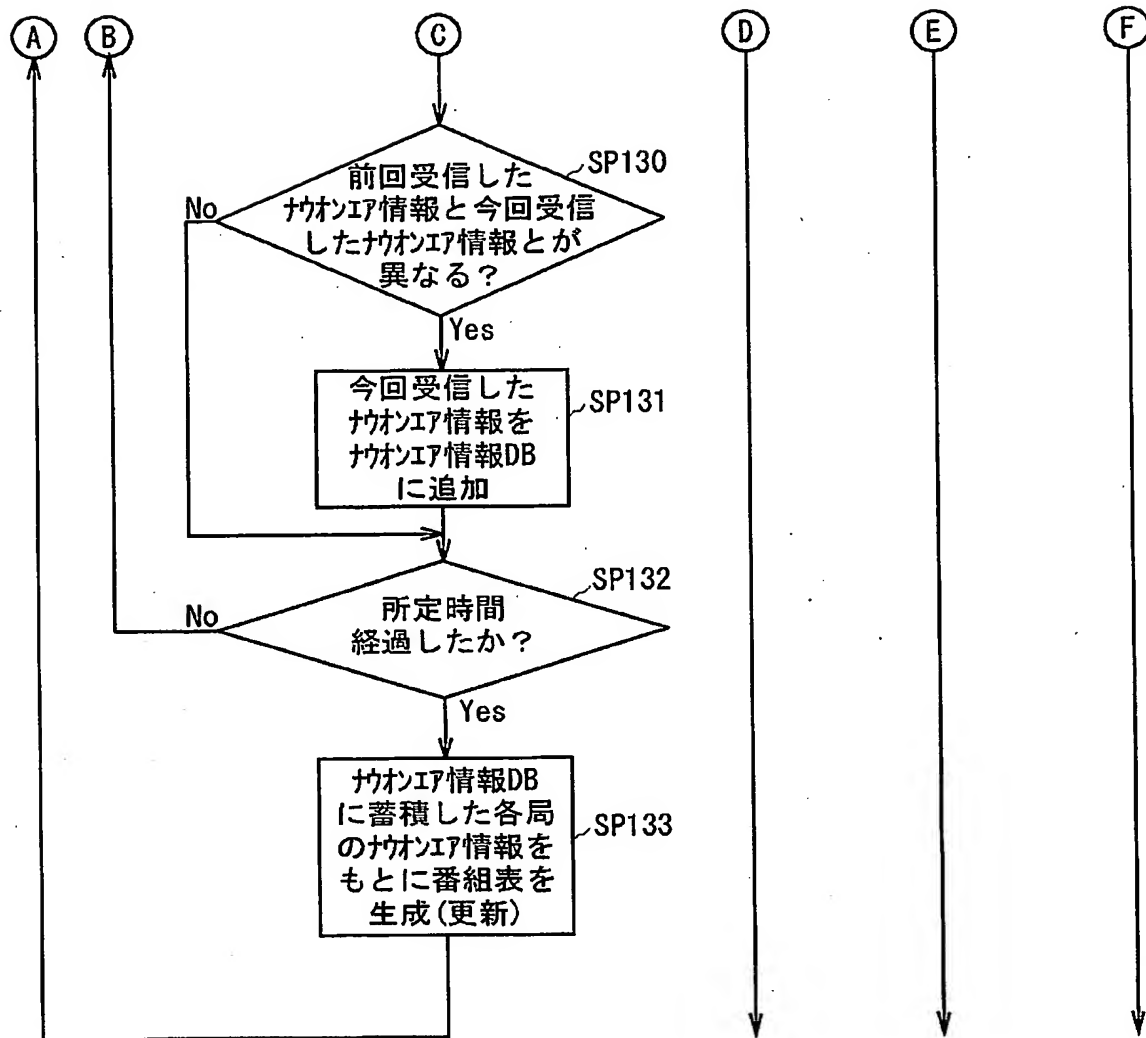 A B C D E F
SP130
前回受信した
ﾅｳｵﾝｴｱ情報と今回受信
したﾅｳｵﾝｴｱ情報とが
異なる？
No
Yes
今回受信した
ﾅｳｵﾝｴｱ情報を
ﾅｳｵﾝｴｱ情報DB
に追加
SP131
SP132
所定時間
経過したか？
No
Yes
ﾅｳｵﾝｴｱ情報DB
に蓄積した各局
のﾅｳｵﾝｴｱ情報を
もとに番組表を
生成(更新)
SP133